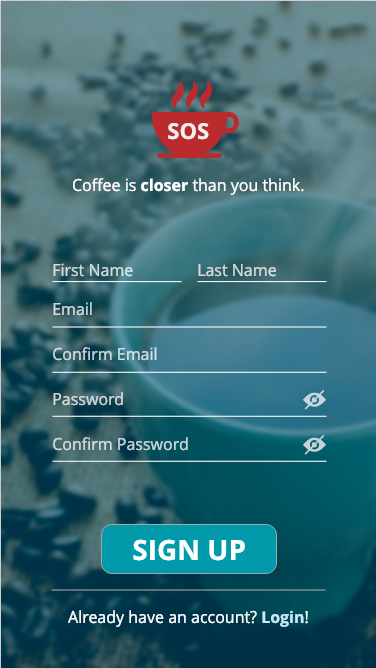 SOS
Coffee is closer than you think.
First Name Last Name
Email
Confirm Email
Password
Confirm Password
SIGN UP
Already have an account? Login!